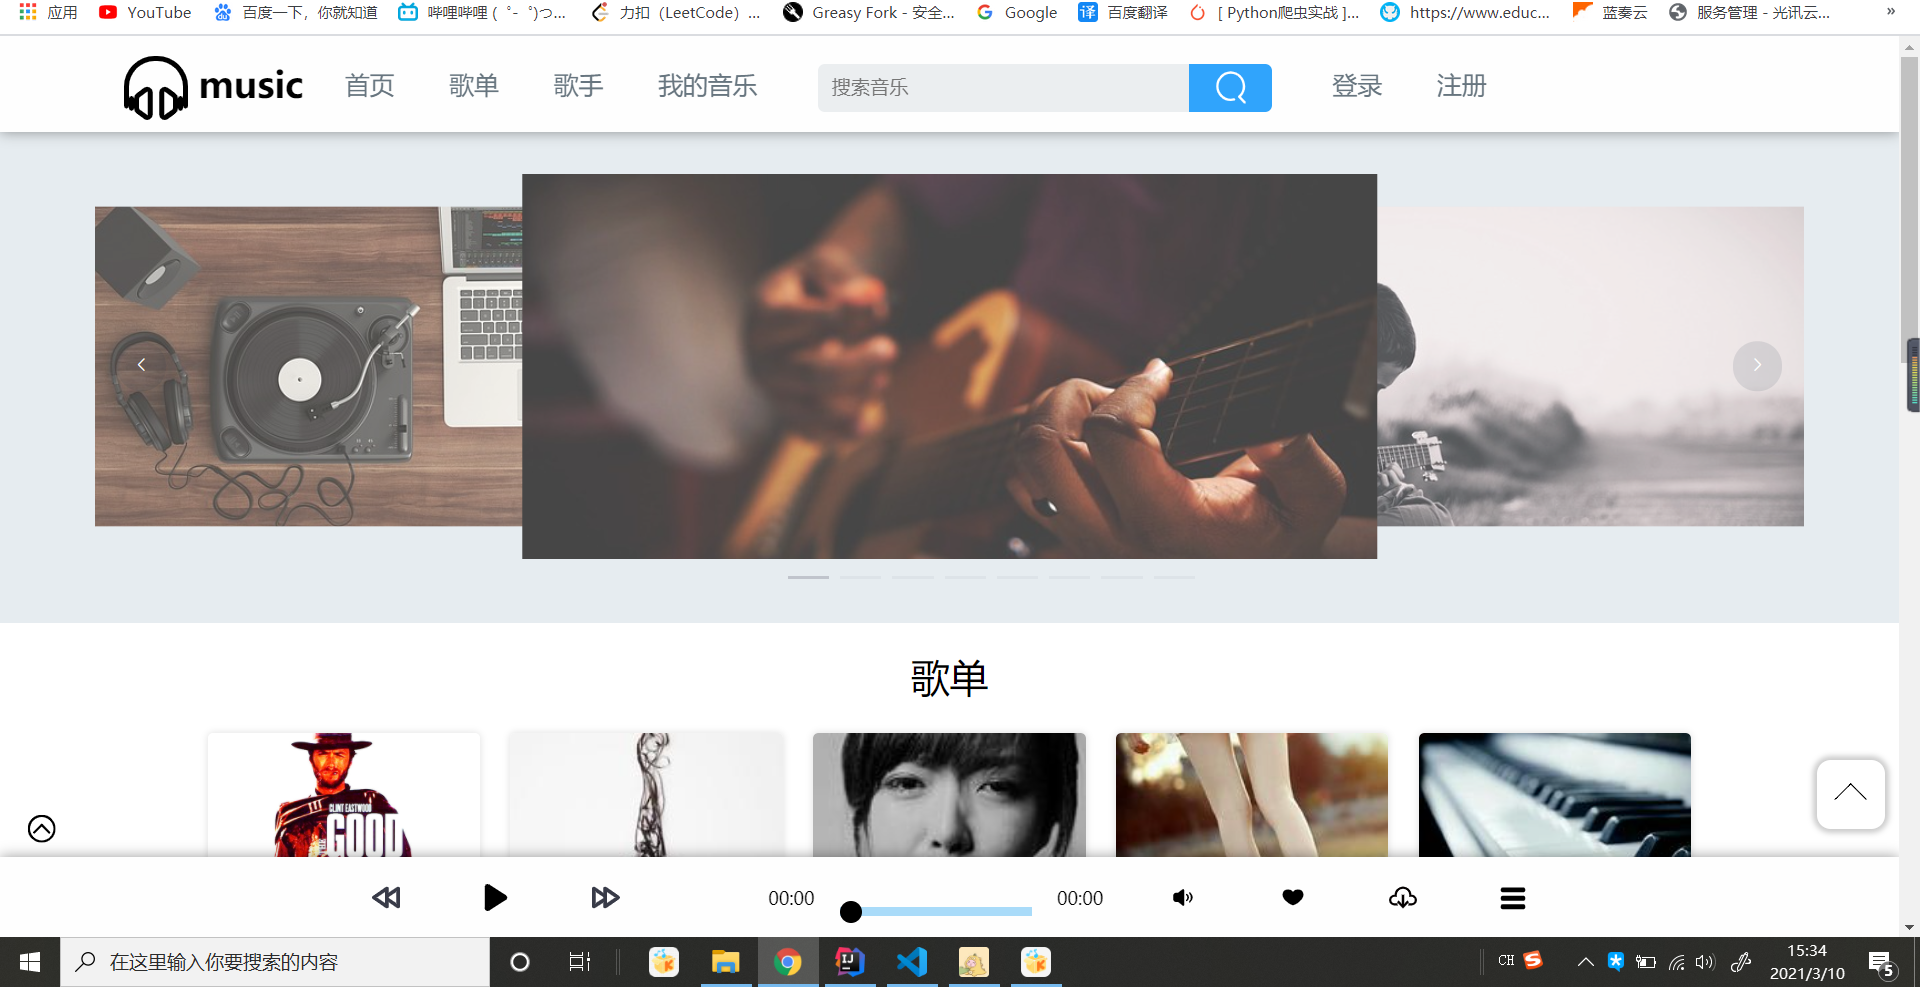 应用 YouTube 百度一下，你就知道 哔哩哔哩 (゜-゜)つ... 力扣（LeetCode）... Greasy Fork - 安全... Google 译 百度翻译 [ Python爬虫实战 ]... https://www.educ... 蓝奏云 服务管理 - 光讯云... »
music 首页 歌单 歌手 我的音乐 搜索音乐 登录 注册
歌单
CLINT EASTWOOD
GOOD
00:00 00:00
在这里输入你要搜索的内容 IJ CH S 15:34
2021/3/10 5